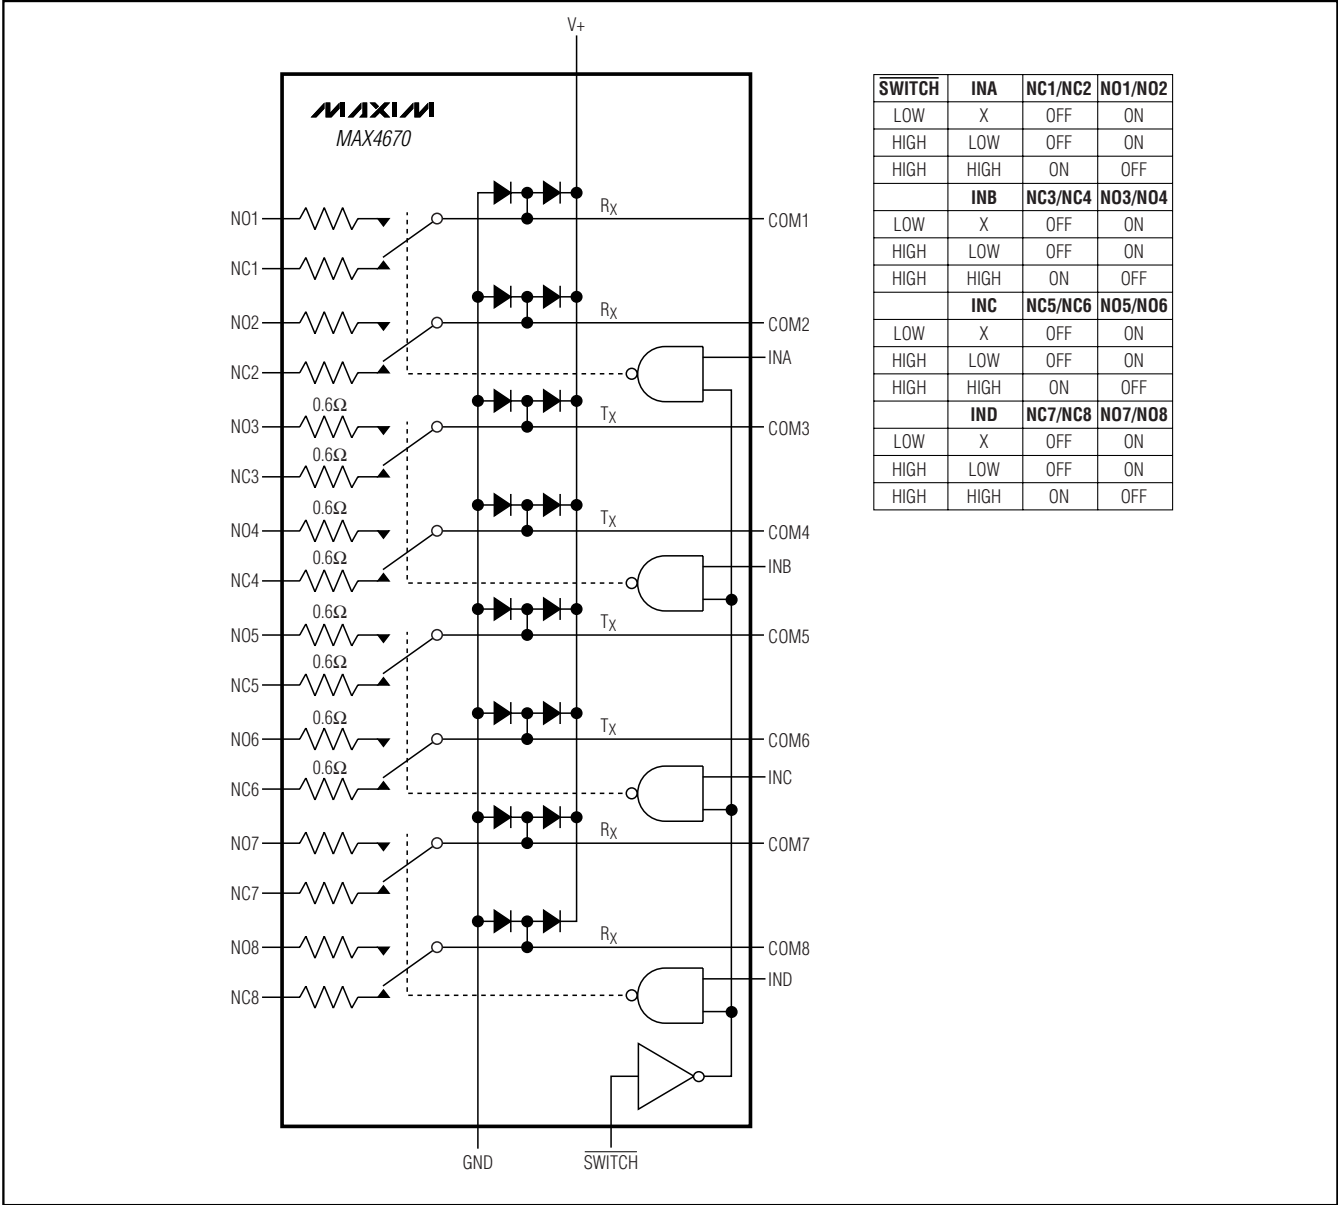 V+
MAXIM
MAX4670
NO1
RX
COM1
NC1
NO2
RX
COM2
INA
NC2
0.6Ω
TX
NO3
COM3
0.6Ω
NC3
0.6Ω
TX
NO4
COM4
0.6Ω
INB
NC4
0.6Ω
TX
NO5
COM5
0.6Ω
NC5
0.6Ω
TX
NO6
COM6
0.6Ω
INC
NC6
RX
NO7
COM7
NC7
RX
NO8
COM8
IND
NC8
GND
SWITCH
SWITCH INA NC1/NC2 NO1/NO2
LOW X OFF ON
HIGH LOW OFF ON
HIGH HIGH ON OFF
INB NC3/NC4 NO3/NO4
LOW X OFF ON
HIGH LOW OFF ON
HIGH HIGH ON OFF
INC NC5/NC6 NO5/NO6
LOW X OFF ON
HIGH LOW OFF ON
HIGH HIGH ON OFF
IND NC7/NC8 NO7/NO8
LOW X OFF ON
HIGH LOW OFF ON
HIGH HIGH ON OFF